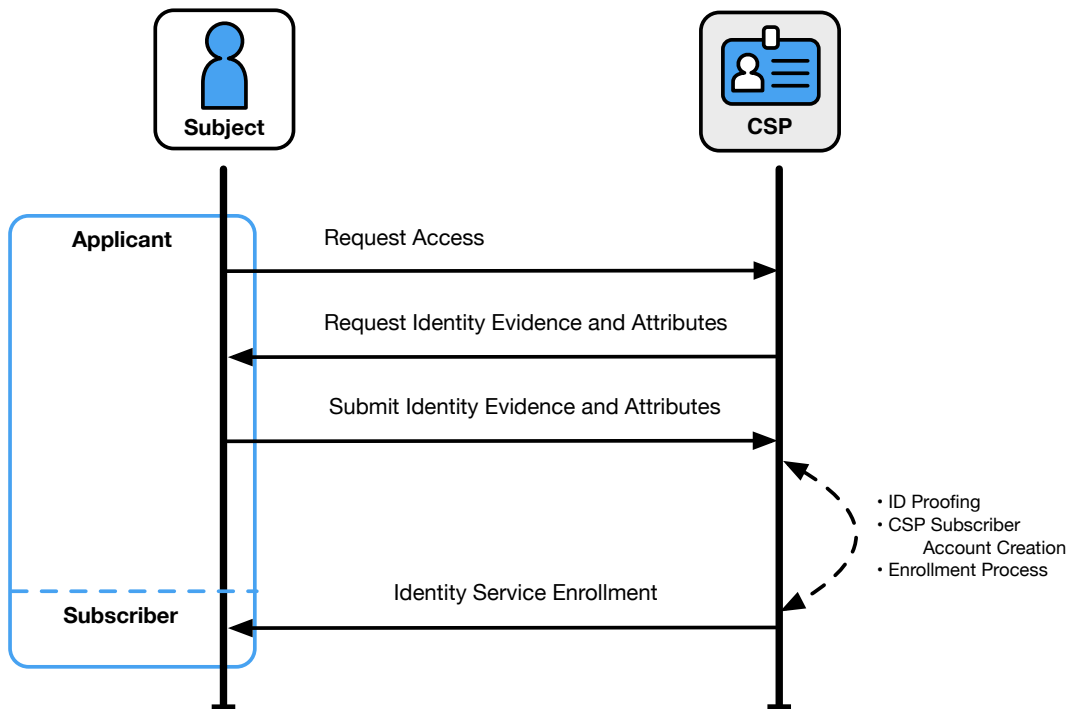 Subject
CSP
Applicant
Request Access
Request Identity Evidence and Attributes
Submit Identity Evidence and Attributes
• ID Proofing
• CSP Subscriber
Account Creation
• Enrollment Process
Identity Service Enrollment
Subscriber